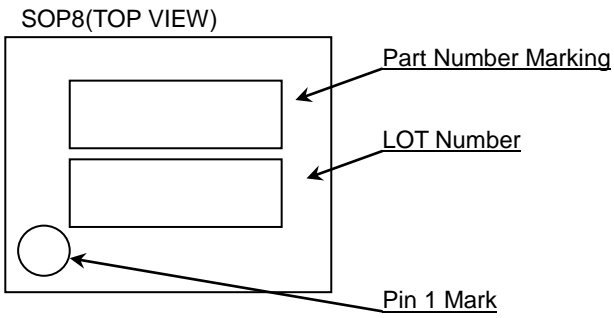 SOP8(TOP VIEW)
Part Number Marking
LOT Number
Pin 1 Mark